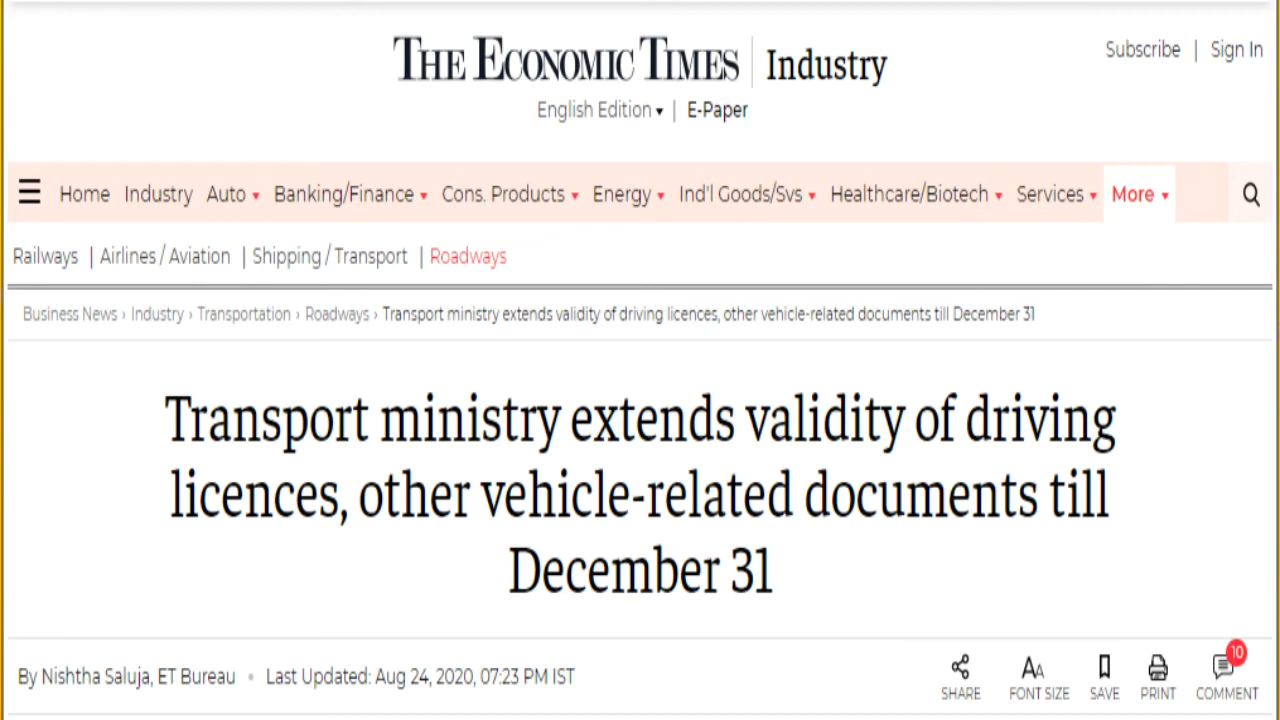 THE ECONOMIC TIMES | Industry
Subscribe | Sign In
English Edition ▾ | E-Paper
Home Industry Auto ▾ Banking/Finance ▾ Cons. Products ▾ Energy ▾ Ind'l Goods/Svs ▾ Healthcare/Biotech ▾ Services ▾ More ▾
Railways | Airlines / Aviation | Shipping / Transport | Roadways
Business News › Industry › Transportation › Roadways › Transport ministry extends validity of driving licences, other vehicle-related documents till December 31
Transport ministry extends validity of driving
licences, other vehicle-related documents till
December 31
By Nishtha Saluja, ET Bureau • Last Updated: Aug 24, 2020, 07:23 PM IST
10
AA
SHARE FONT SIZE SAVE PRINT COMMENT